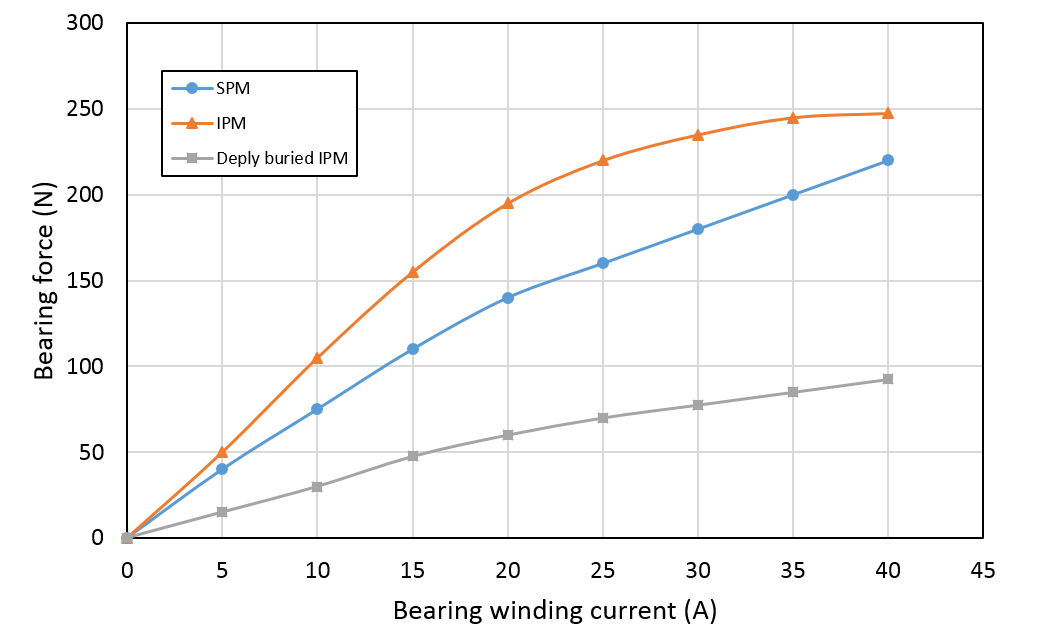 300
250
200
150
100
50
0
Bearing force (N)
SPM
IPM
Deply buried IPM
0 5 10 15 20 25 30 35 40 45
Bearing winding current (A)